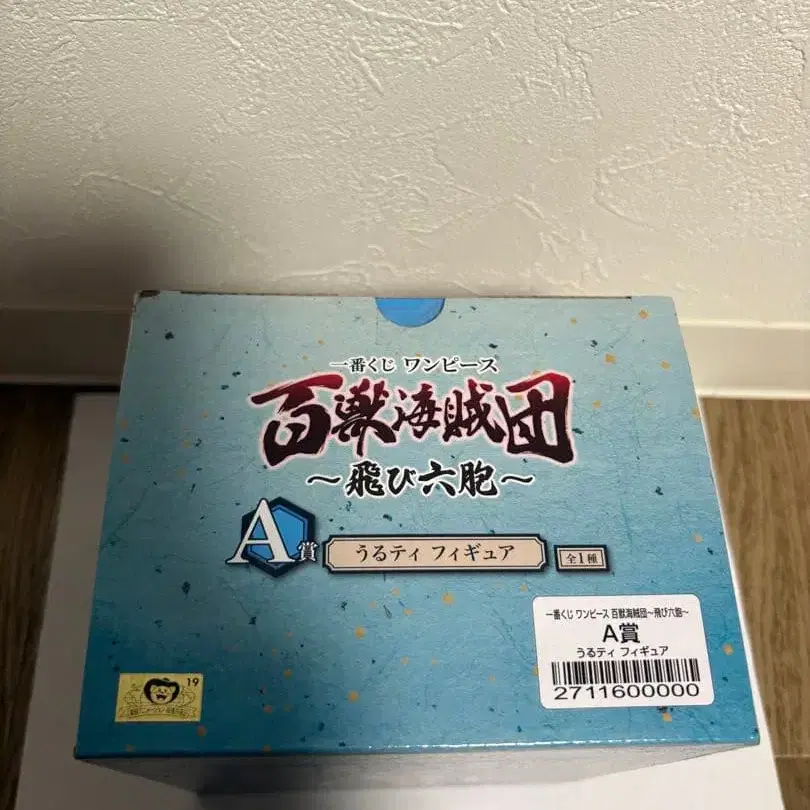 一番くじ ワンピース
百獣海賊団
～飛び六胞～
A賞
うるティ フィギュア
全1種
一番くじ ワンピース 百獣海賊団～飛び六胞～
A賞
うるティ フィギュア
2711600000
19